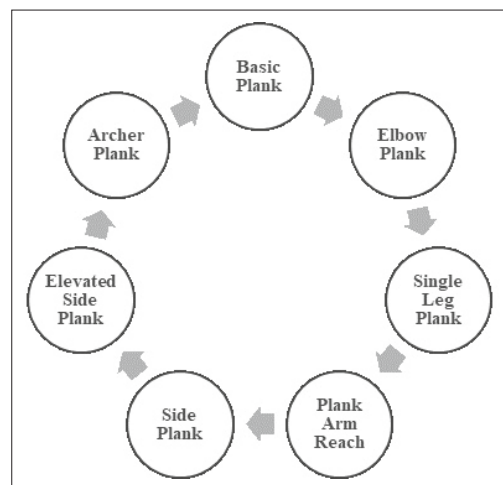 Basic
Plank
Elbow
Plank
Single
Leg
Plank
Plank
Arm
Reach
Side
Plank
Elevated
Side
Plank
Archer
Plank